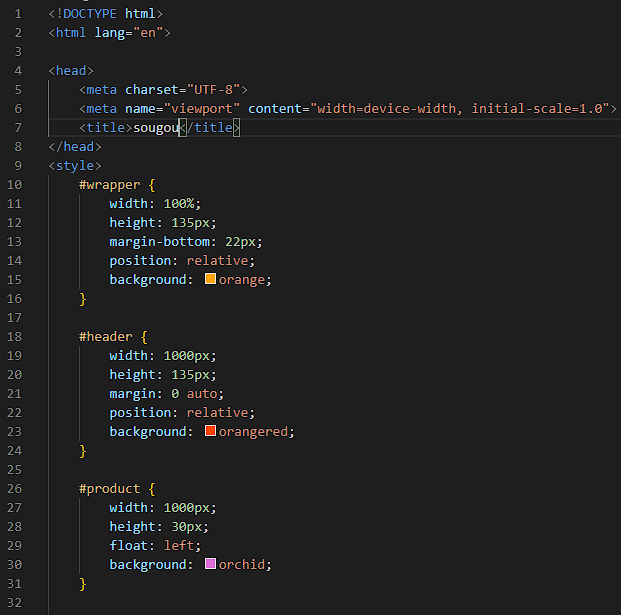 1 <!DOCTYPE html>
2 <html lang="en">
3
4 <head>
5     <meta charset="UTF-8">
6     <meta name="viewport" content="width=device-width, initial-scale=1.0">
7     <title>sougou</title>
8 </head>
9 <style>
10     #wrapper {
11         width: 100%;
12         height: 135px;
13         margin-bottom: 22px;
14         position: relative;
15         background: orange;
16     }
17
18     #header {
19         width: 1000px;
20         height: 135px;
21         margin: 0 auto;
22         position: relative;
23         background: orangered;
24     }
25
26     #product {
27         width: 1000px;
28         height: 30px;
29         float: left;
30         background: orchid;
31     }
32